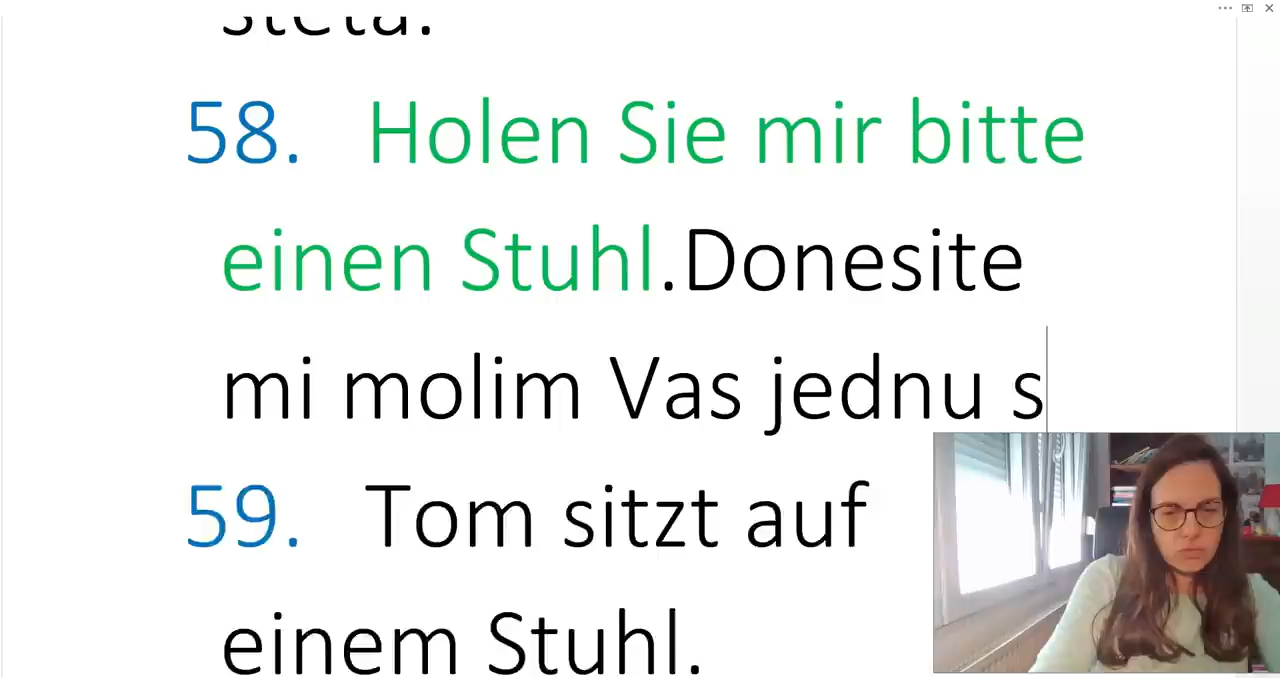 58. Holen Sie mir bitte
einen Stuhl.Donesite
mi molim Vas jednu s
59. Tom sitzt auf
einem Stuhl.